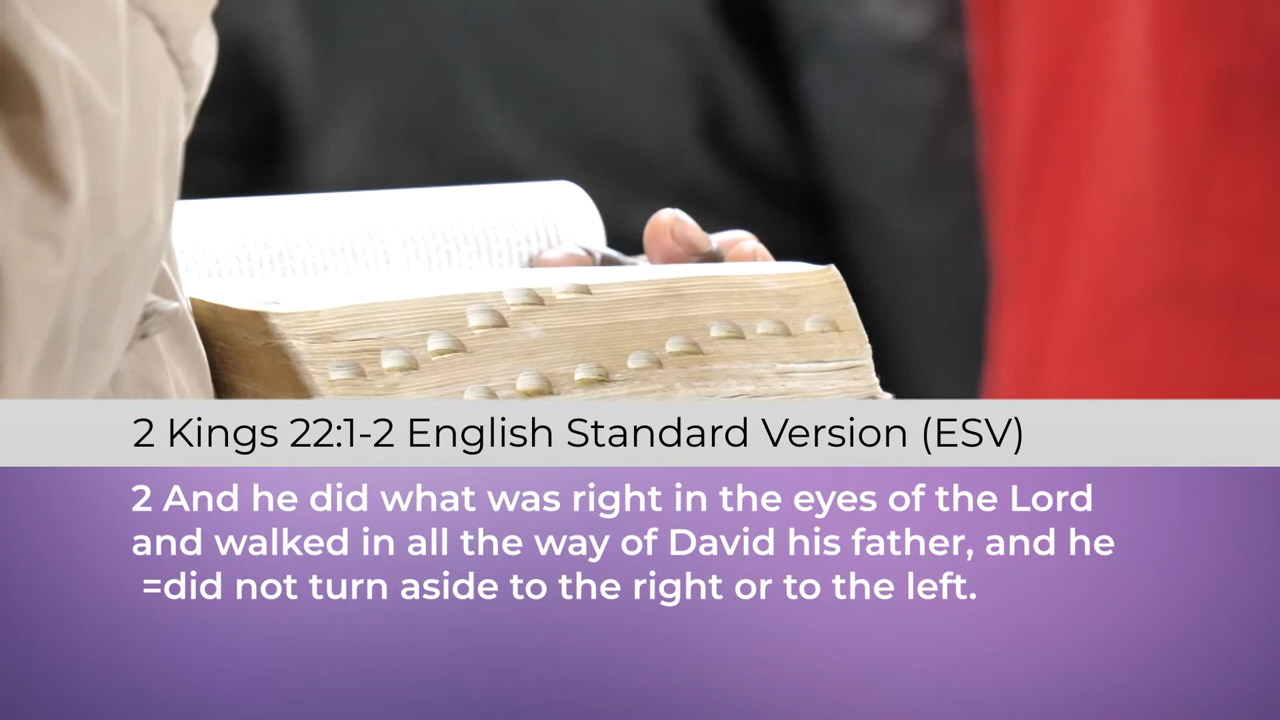 2 Kings 22:1-2 English Standard Version (ESV)
2 And he did what was right in the eyes of the Lord
and walked in all the way of David his father, and he
=did not turn aside to the right or to the left.